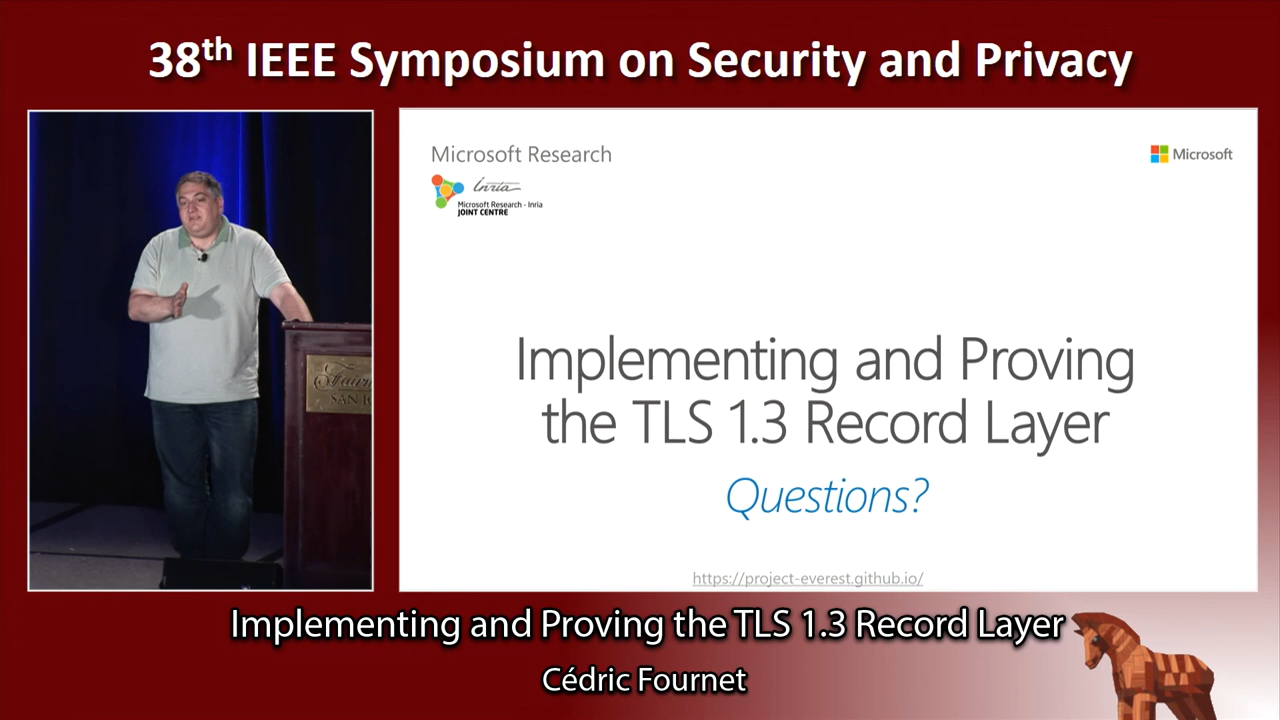 38th IEEE Symposium on Security and Privacy
Microsoft Research
Microsoft
Inria
Microsoft Research - Inria
JOINT CENTRE
Implementing and Proving
the TLS 1.3 Record Layer
Questions?
https://project-everest.github.io/
SAN
Implementing and Proving the TLS 1.3 Record Layer
Cédric Fournet